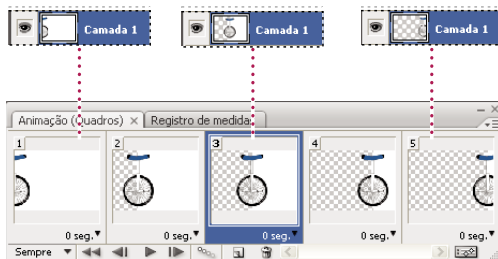 Camada 1 Camada 1 Camada 1
Animação (Quadros) × Registro de medidas
1 2 3 4 5
0 seg. 0 seg. 0 seg. 0 seg. 0 seg.
Sempre